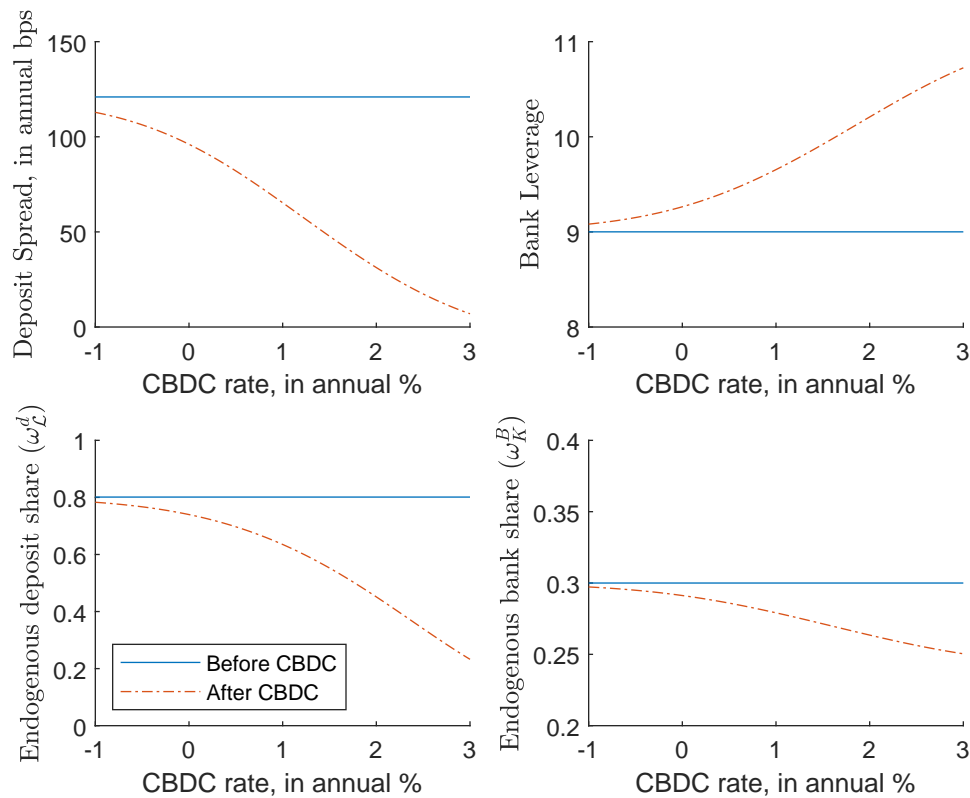 Deposit Spread, in annual bps
150
100
50
0
-1 0 1 2 3
CBDC rate, in annual %
Bank Leverage
11
10
9
8
-1 0 1 2 3
CBDC rate, in annual %
Endogenous deposit share (ω_ℒ^d)
1
0.8
0.6
0.4
0.2
0
Before CBDC
After CBDC
-1 0 1 2 3
CBDC rate, in annual %
Endogenous bank share (ω_K^B)
0.4
0.35
0.3
0.25
0.2
-1 0 1 2 3
CBDC rate, in annual %